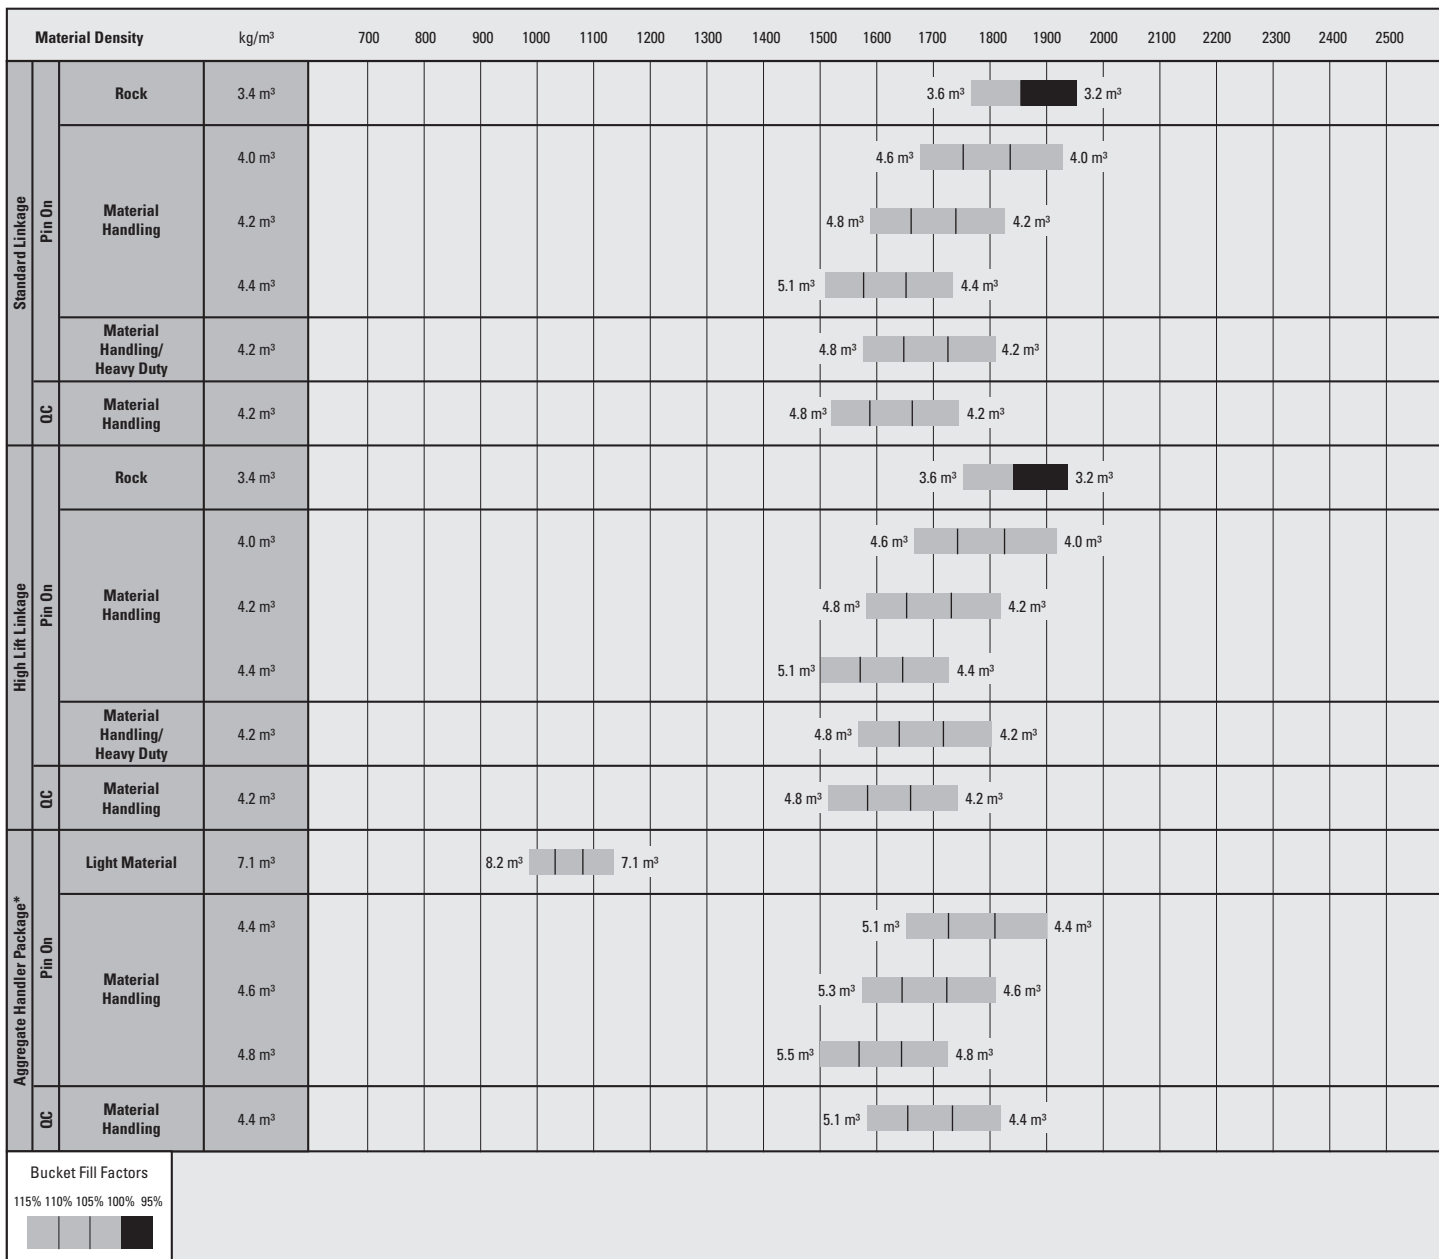 Material Density kg/m³ 700 800 900 1000 1100 1200 1300 1400 1500 1600 1700 1800 1900 2000 2100 2200 2300 2400 2500
Standard Linkage
Pin On
Rock 3.4 m³ 3.6 m³ 3.2 m³
4.0 m³ 4.6 m³ 4.0 m³
Material
Handling
4.2 m³ 4.8 m³ 4.2 m³
4.4 m³ 5.1 m³ 4.4 m³
Material
Handling/
Heavy Duty
4.2 m³ 4.8 m³ 4.2 m³
QC
Material
Handling
4.2 m³ 4.8 m³ 4.2 m³
High Lift Linkage
Pin On
Rock 3.4 m³ 3.6 m³ 3.2 m³
4.0 m³ 4.6 m³ 4.0 m³
Material
Handling
4.2 m³ 4.8 m³ 4.2 m³
4.4 m³ 5.1 m³ 4.4 m³
Material
Handling/
Heavy Duty
4.2 m³ 4.8 m³ 4.2 m³
QC
Material
Handling
4.2 m³ 4.8 m³ 4.2 m³
Aggregate Handler Package*
Pin On
Light Material 7.1 m³ 8.2 m³ 7.1 m³
4.4 m³ 5.1 m³ 4.4 m³
Material
Handling
4.6 m³ 5.3 m³ 4.6 m³
4.8 m³ 5.5 m³ 4.8 m³
QC
Material
Handling
4.4 m³ 5.1 m³ 4.4 m³
Bucket Fill Factors
115% 110% 105% 100% 95%